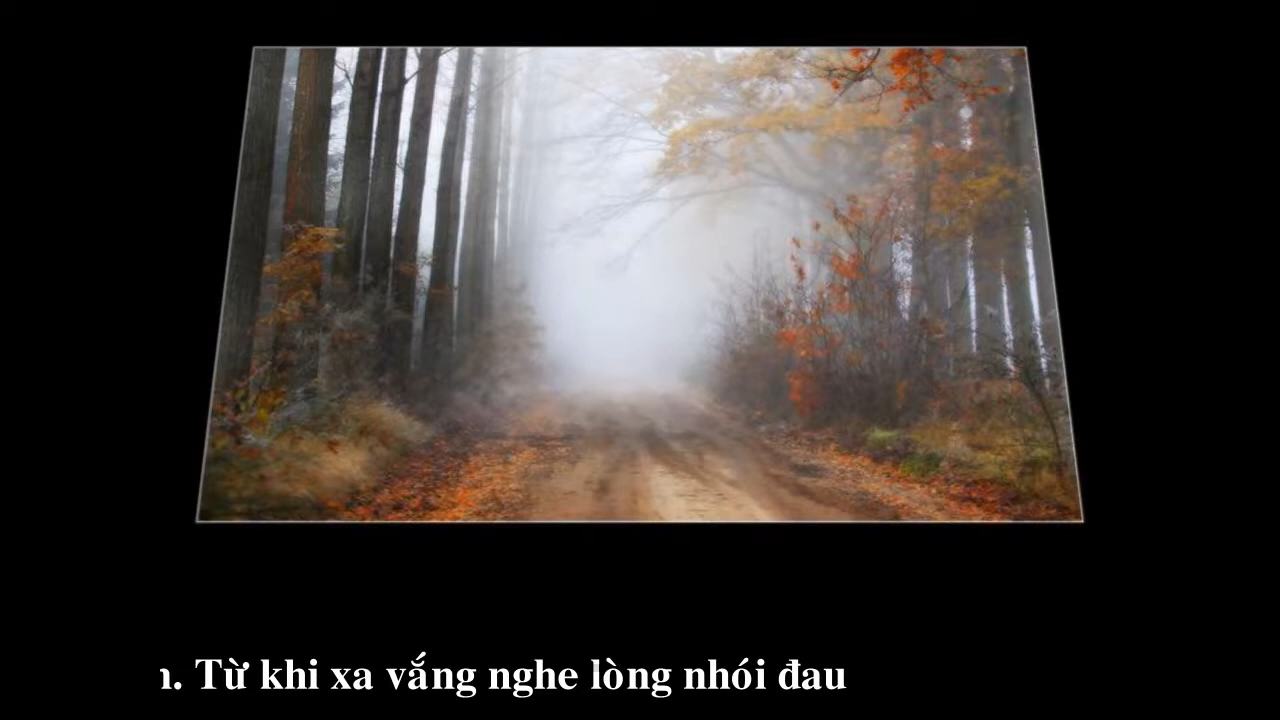 . Từ khi xa vắng nghe lòng nhói đau